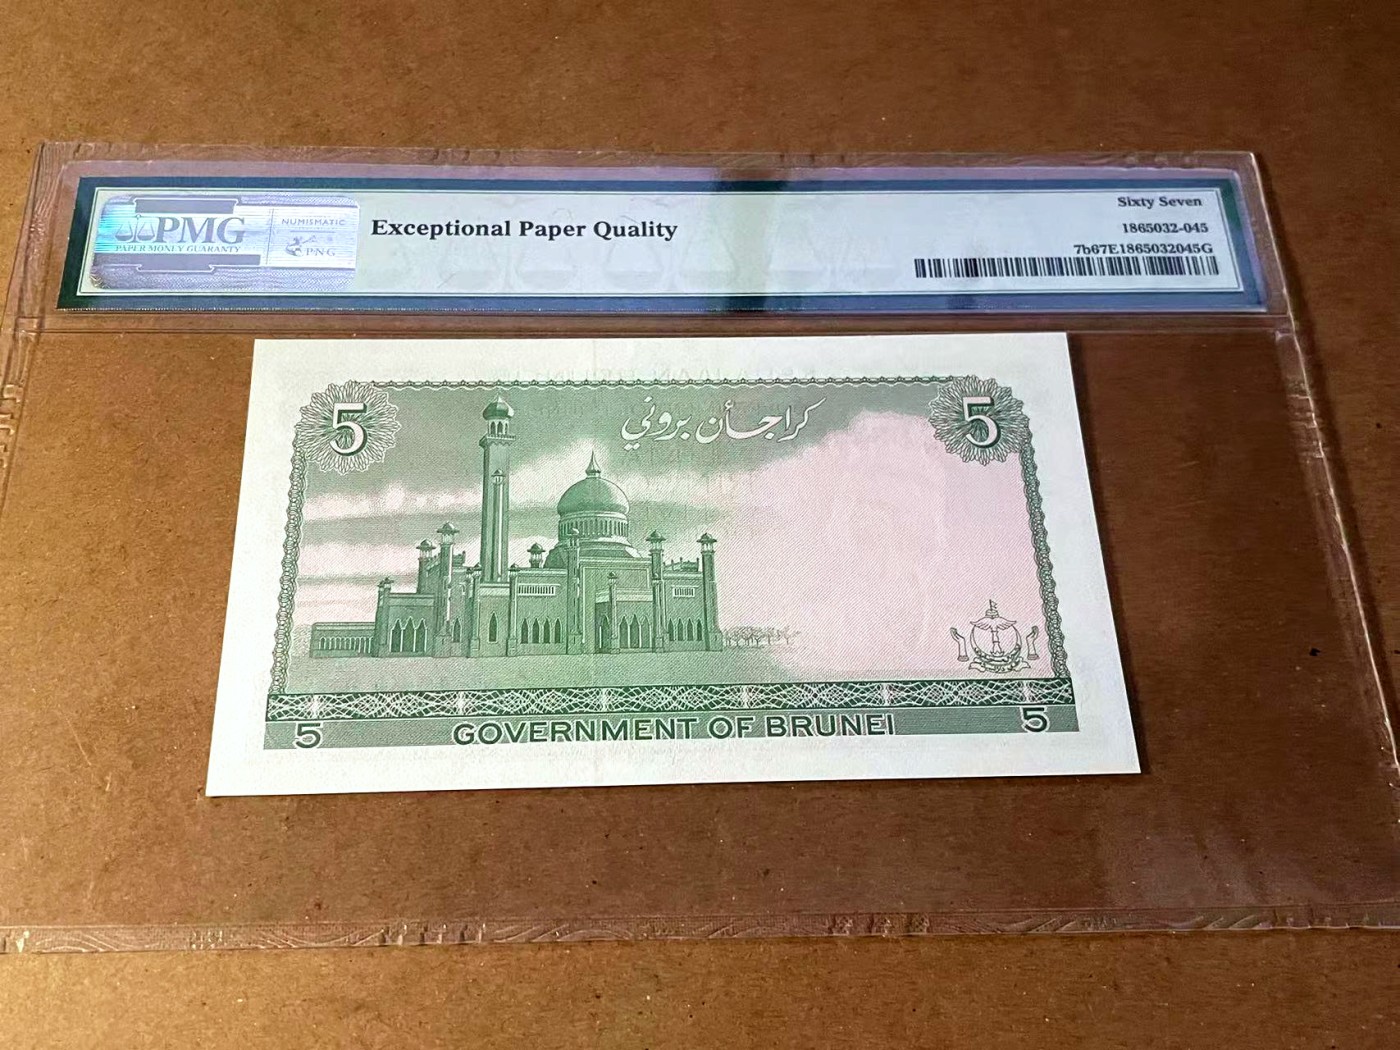 PMG
PAPER MONEY GUARANTY
NUMISMATIC
PNG
Exceptional Paper Quality
Sixty Seven
1865032-045
7b67E1865032045G
5
كراجأن بروني
5
5
GOVERNMENT OF BRUNEI
5